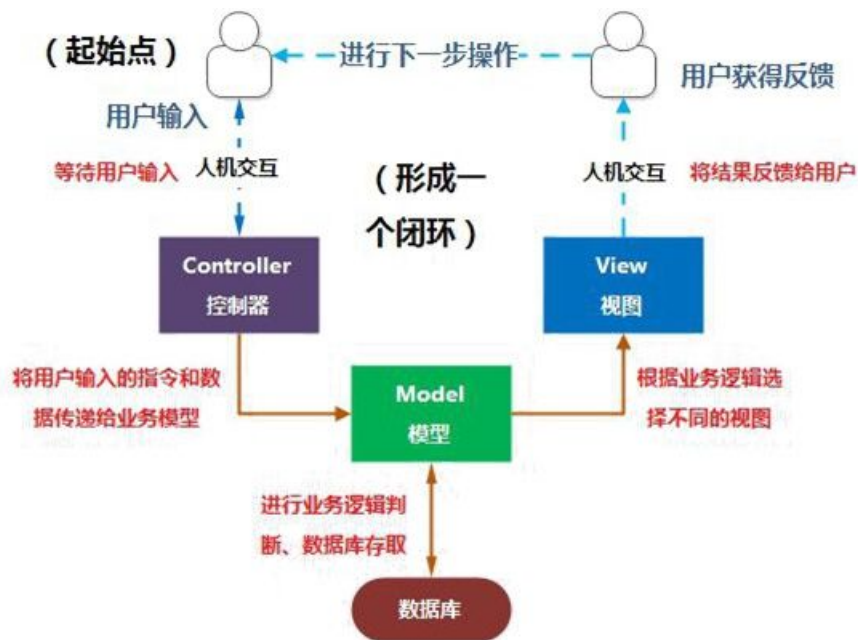 （起始点）
进行下一步操作
用户获得反馈
用户输入
等待用户输入
人机交互
（形成一
个闭环）
人机交互
将结果反馈给用户
Controller
控制器
View
视图
将用户输入的指令和数
据传递给业务模型
Model
模型
根据业务逻辑选
择不同的视图
进行业务逻辑判
断、数据库存取
数据库